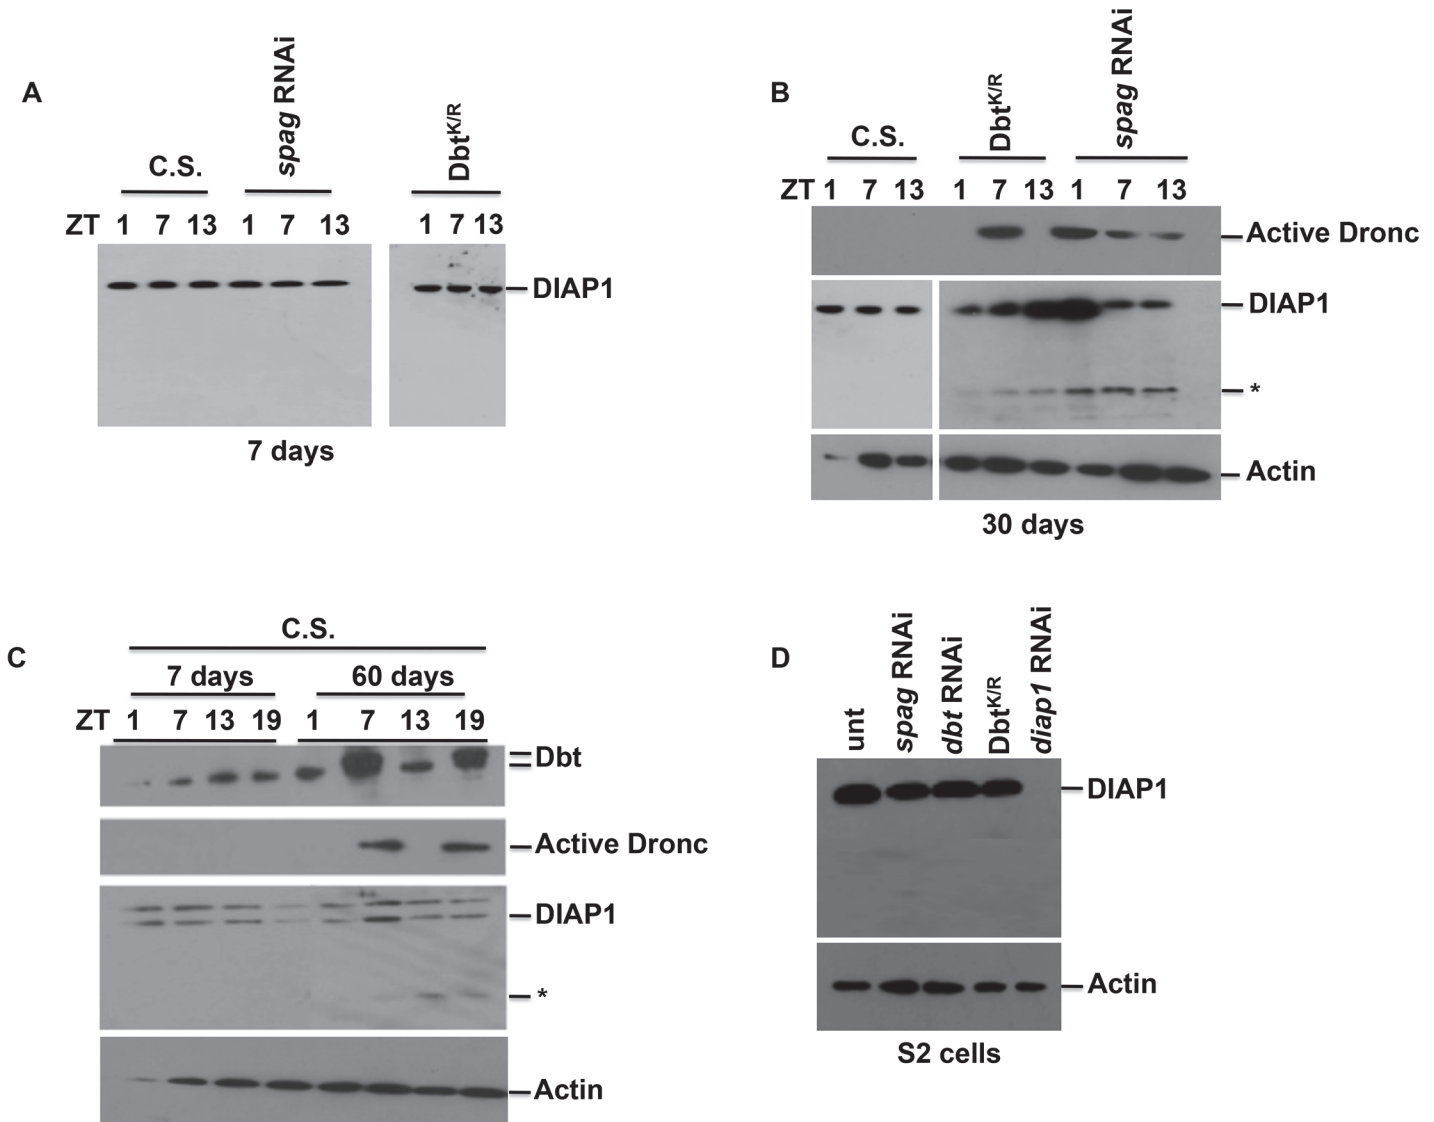 A
spag RNAi
C.S.
Dbt^K/R
ZT 1 7 13 1 7 13 1 7 13
DIAP1
7 days
B
spag RNAi
Dbt^K/R
C.S.
ZT 1 7 13 1 7 13 1 7 13
Active Dronc
DIAP1
*
Actin
30 days
C
C.S.
7 days 60 days
ZT 1 7 13 19 1 7 13 19
Dbt
Active Dronc
DIAP1
*
Actin
D
unt
spag RNAi
dbt RNAi
Dbt^K/R
diap1 RNAi
DIAP1
Actin
S2 cells